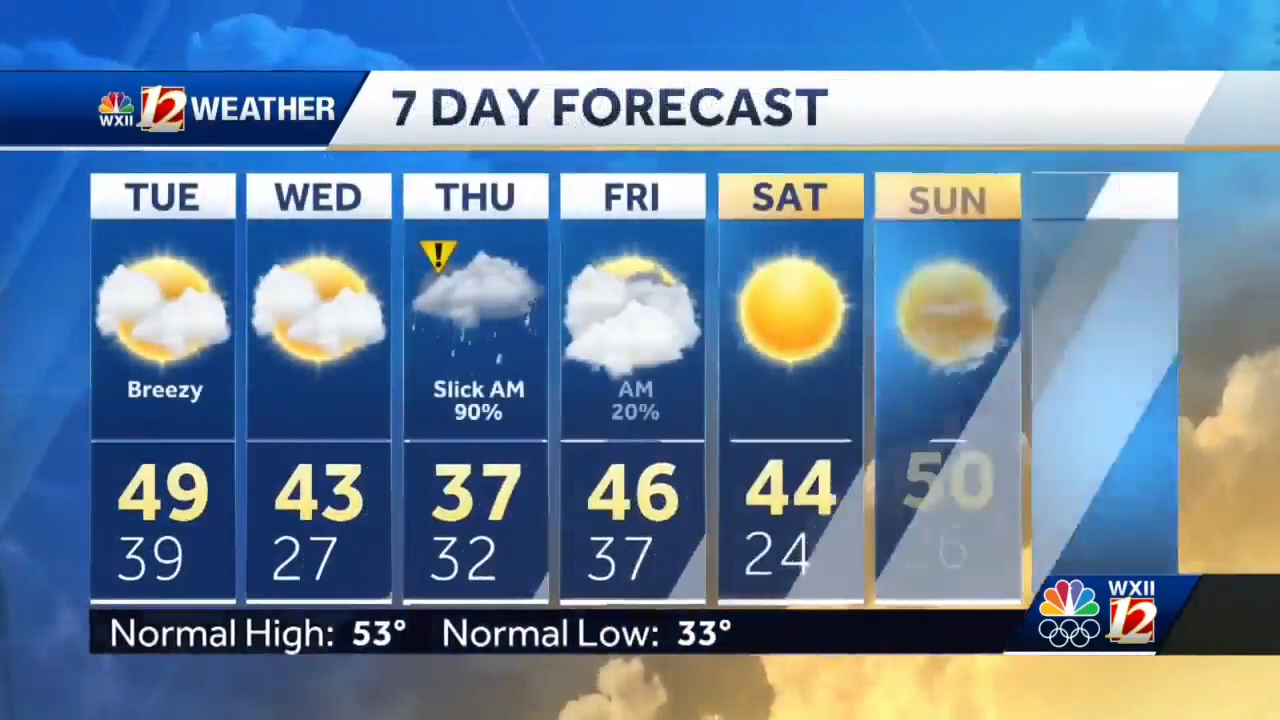 WXII 12 WEATHER
7 DAY FORECAST
TUE WED THU FRI SAT SUN
!
Breezy Slick AM AM
90% 20%
49 43 37 46 44 50
39 27 32 37 24
Normal High: 53° Normal Low: 33°
WXII
12